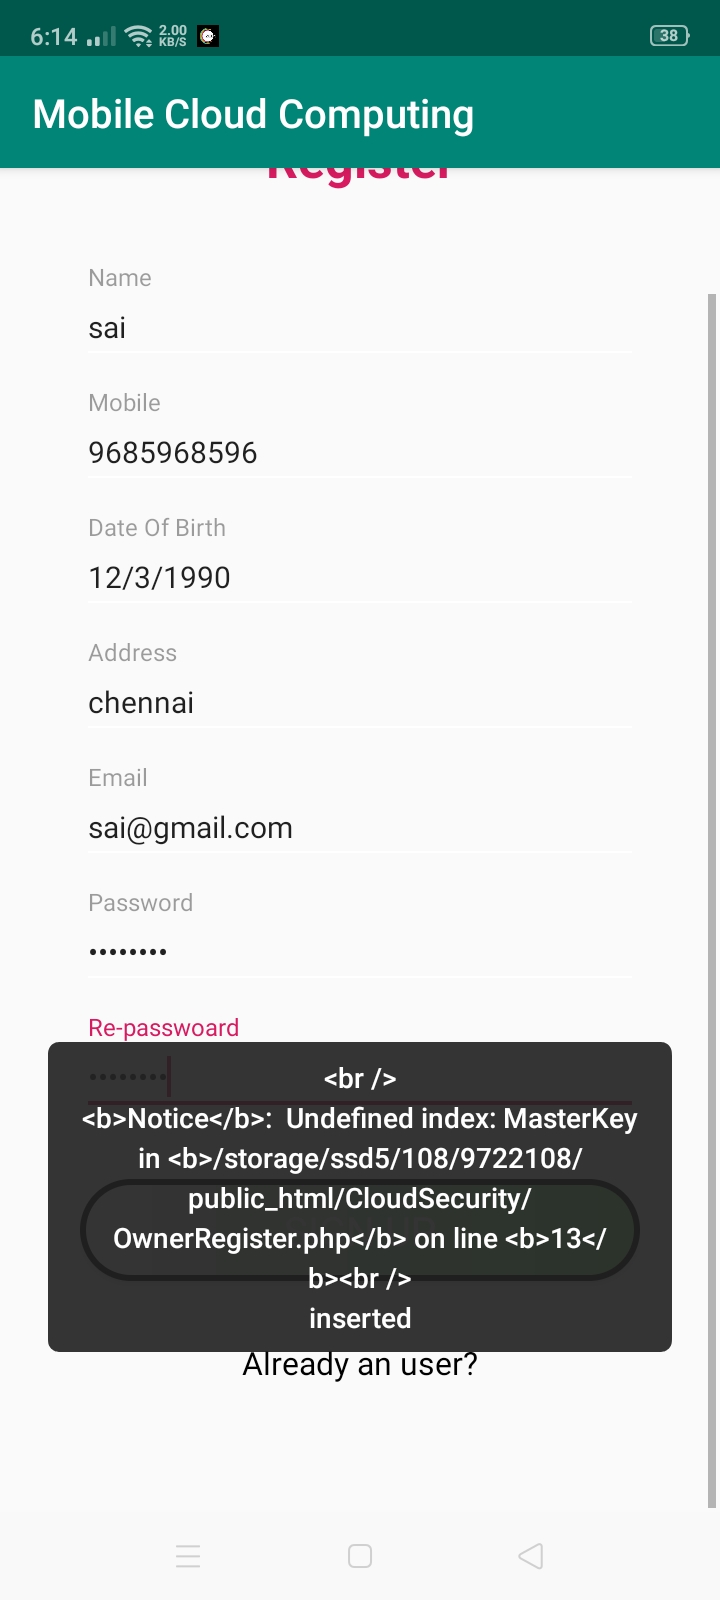 6:14
2.00
KB/S
38
Mobile Cloud Computing
Register
Name
sai
Mobile
9685968596
Date Of Birth
12/3/1990
Address
chennai
Email
sai@gmail.com
Password
••••••••
Re-passwoard
••••••••
<br />
<b>Notice</b>:  Undefined index: MasterKey
in <b>/storage/ssd5/108/9722108/
public_html/CloudSecurity/
OwnerRegister.php</b> on line <b>13</
b><br />
inserted
Already an user?